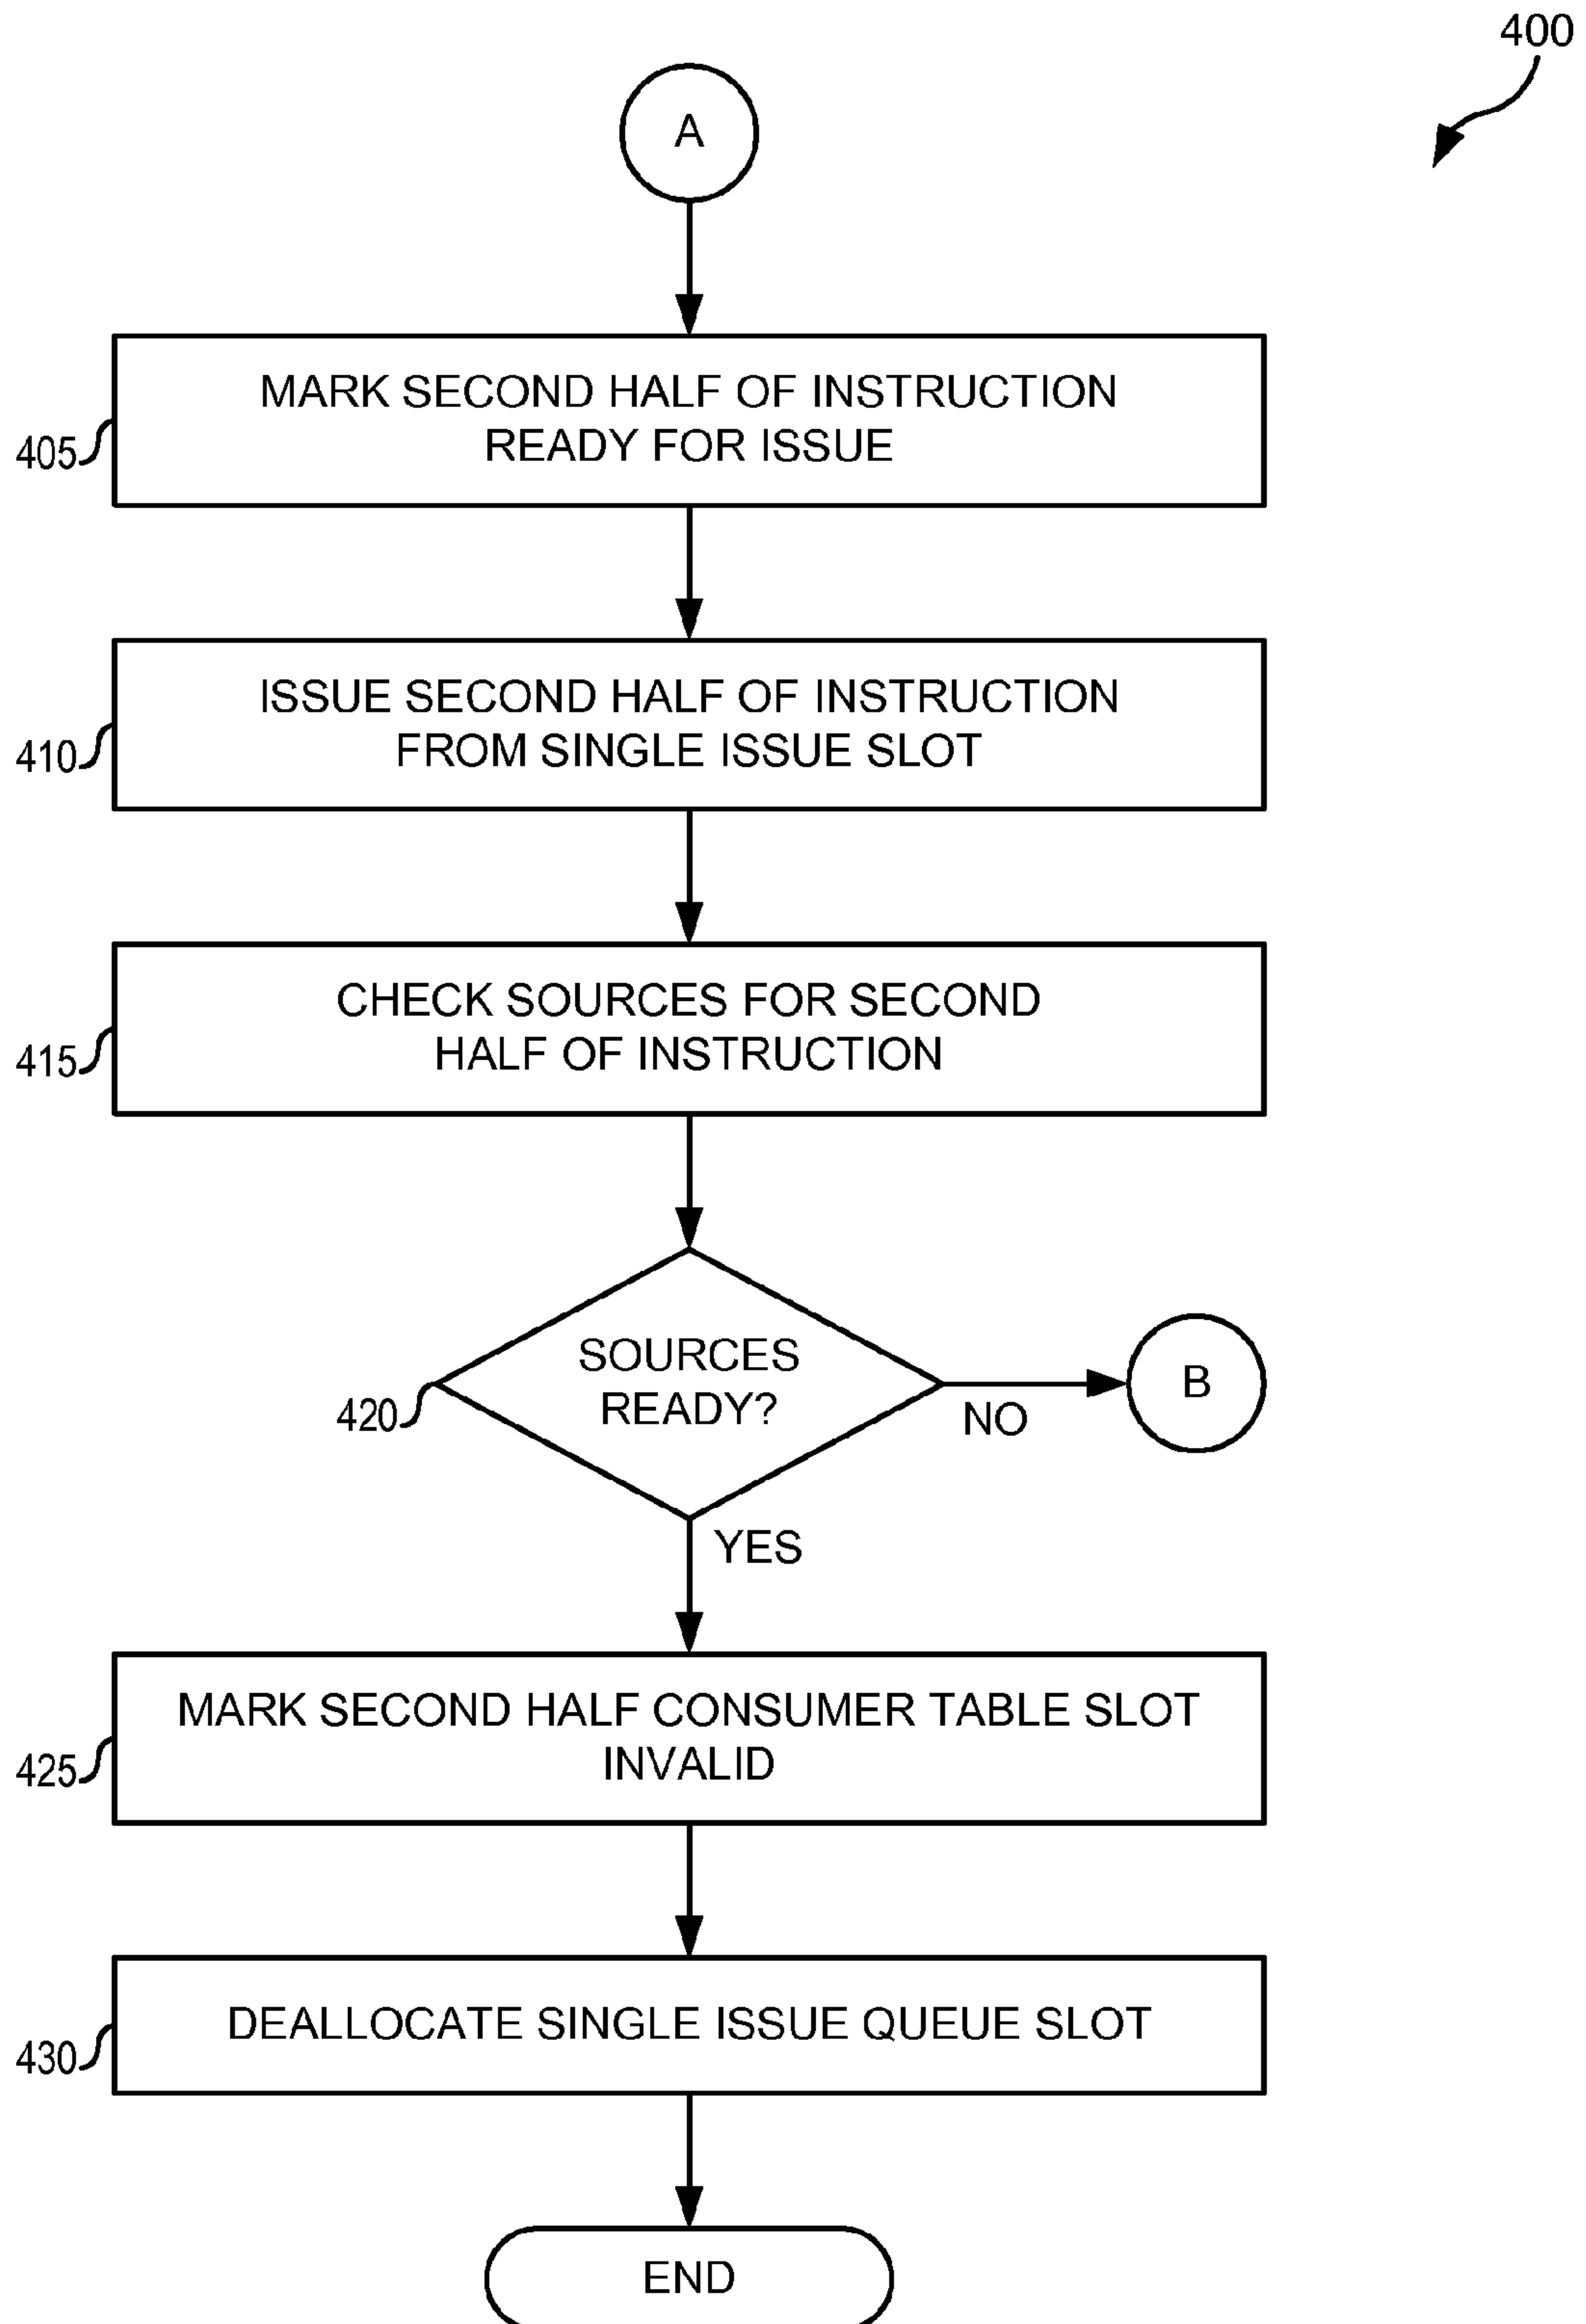 400
A
MARK SECOND HALF OF INSTRUCTION
READY FOR ISSUE
405
ISSUE SECOND HALF OF INSTRUCTION
FROM SINGLE ISSUE SLOT
410
CHECK SOURCES FOR SECOND
HALF OF INSTRUCTION
415
SOURCES
READY?
420
NO
B
YES
MARK SECOND HALF CONSUMER TABLE SLOT
INVALID
425
DEALLOCATE SINGLE ISSUE QUEUE SLOT
430
END